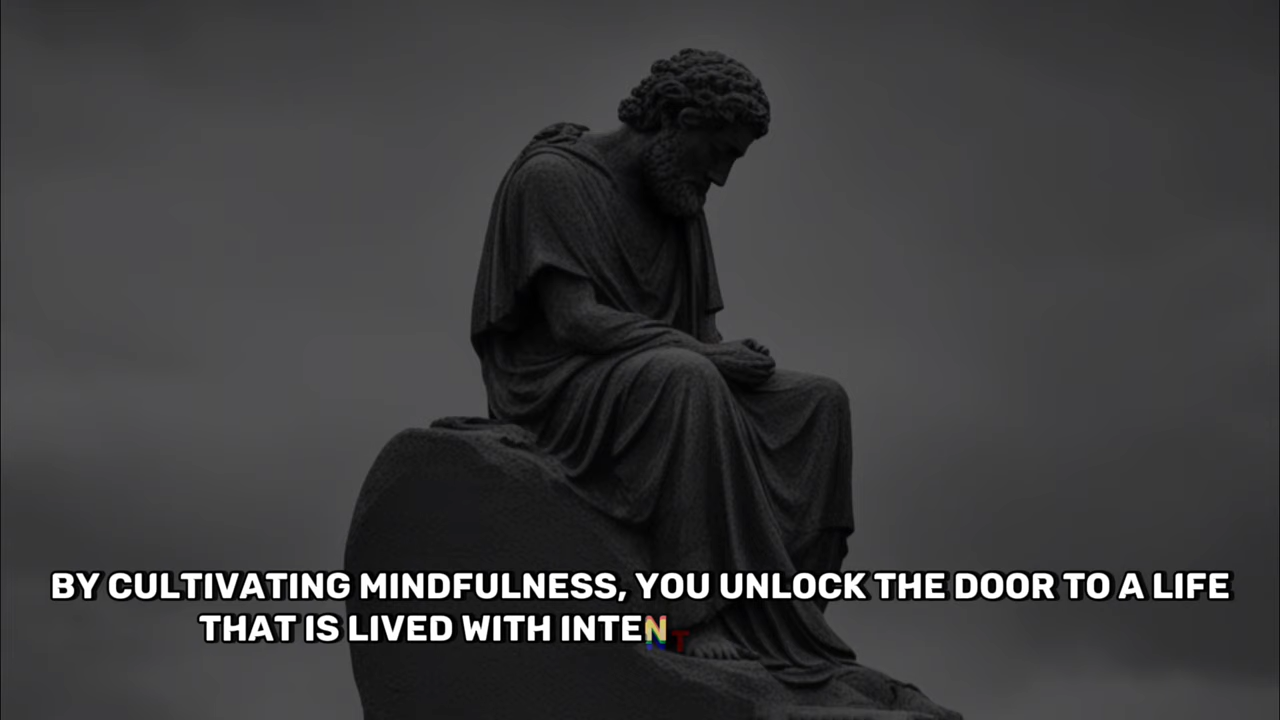 BY CULTIVATING MINDFULNESS, YOU UNLOCK THE DOOR TO A LIFE
THAT IS LIVED WITH INTENT